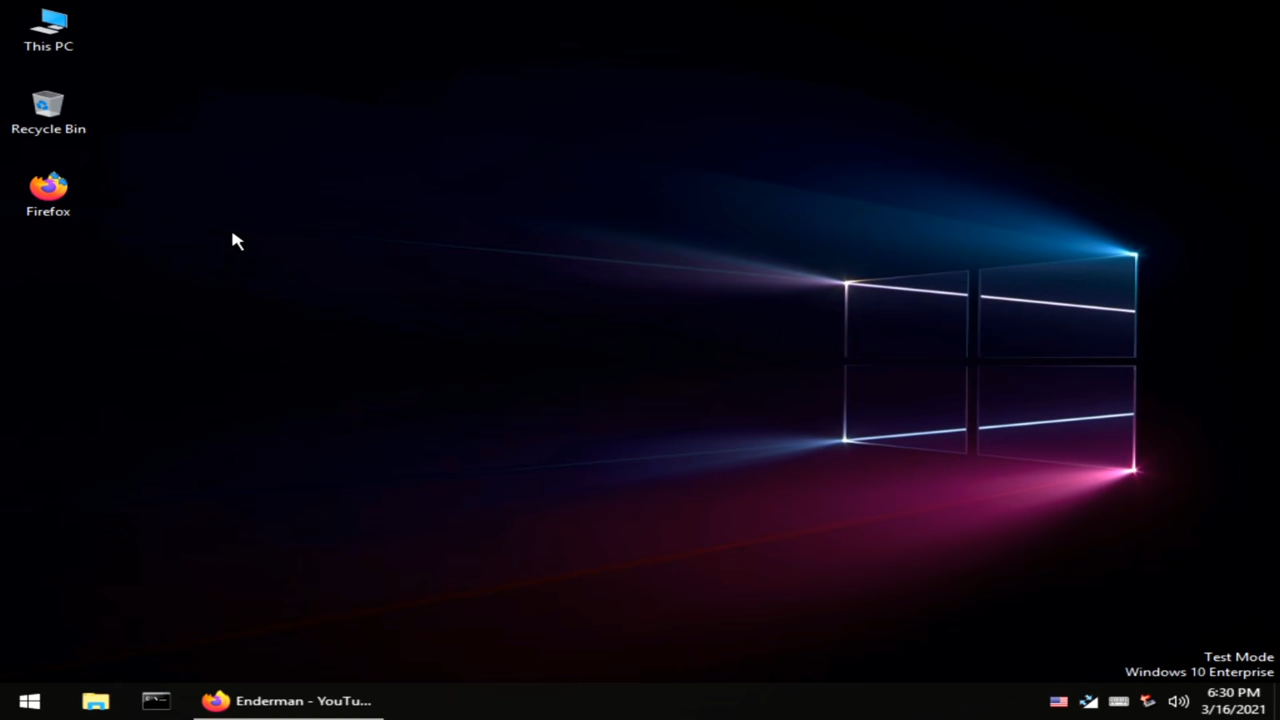 This PC
Recycle Bin
Firefox
Test Mode
Windows 10 Enterprise
Enderman - YouTu...
6:30 PM
3/16/2021